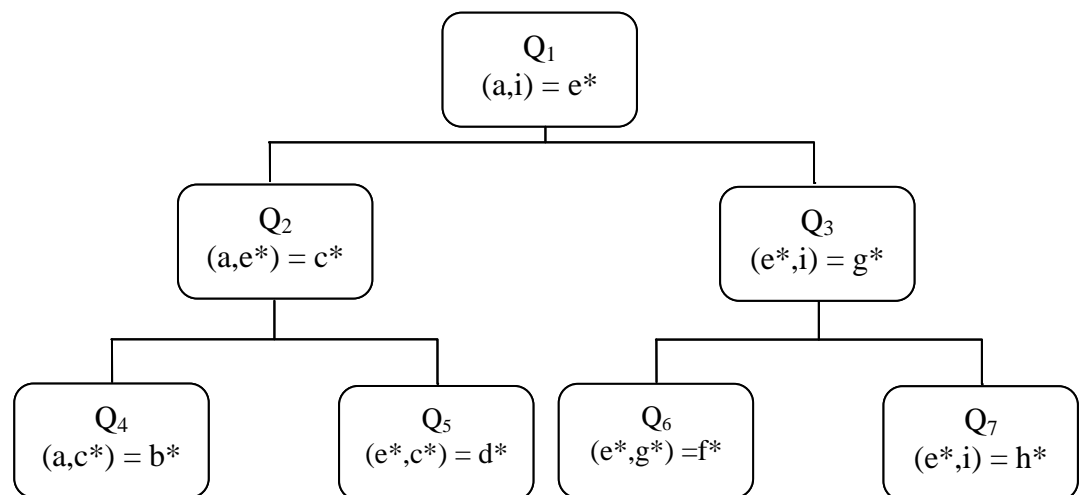 Q₁
(a,i) = e*
Q₂
(a,e*) = c*
Q₃
(e*,i) = g*
Q₄
(a,c*) = b*
Q₅
(e*,c*) = d*
Q₆
(e*,g*) =f*
Q₇
(e*,i) = h*